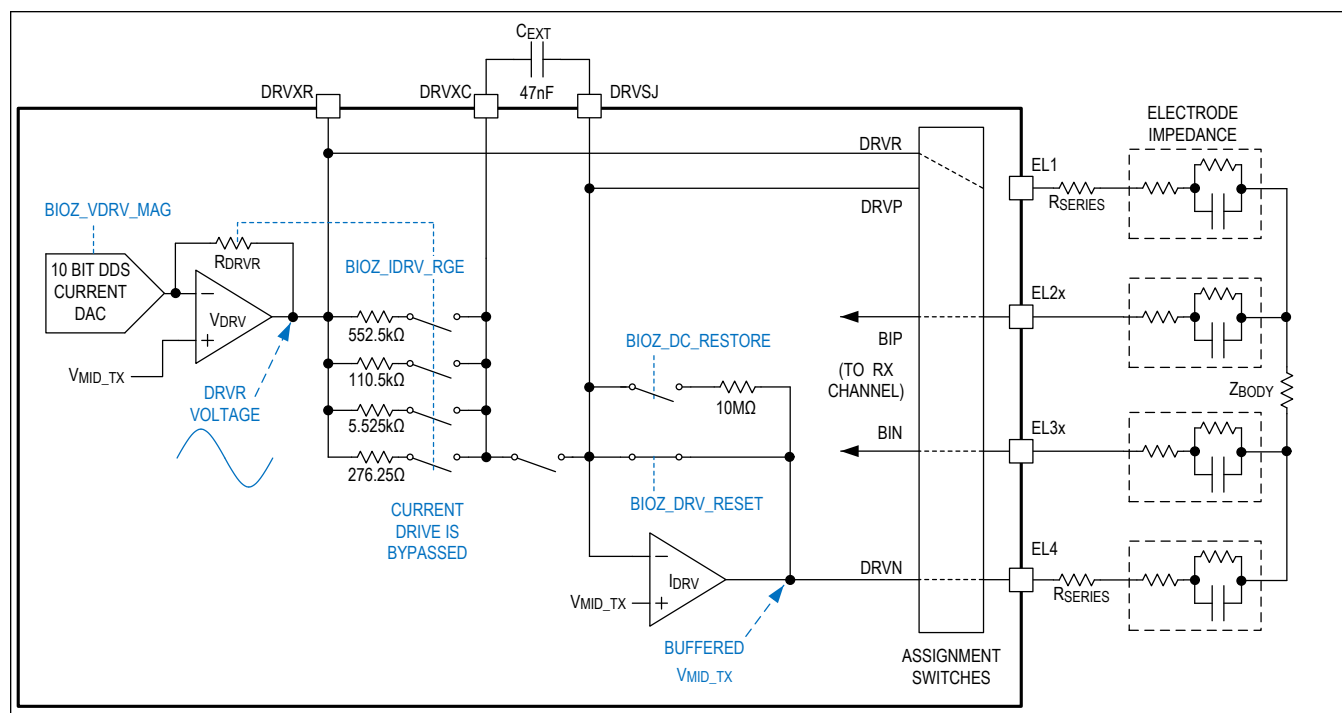 CEXT
47nF
DRVXR
DRVXC
DRVSJ
ELECTRODE
IMPEDANCE
DRVR
EL1
RSERIES
DRVP
BIOZ_VDRV_MAG
10 BIT DDS
CURRENT
DAC
RDRVR
BIOZ_IDRV_RGE
VDRV
VMID_TX
552.5kΩ
110.5kΩ
5.525kΩ
276.25Ω
DRVR
VOLTAGE
CURRENT
DRIVE IS
BYPASSED
BIOZ_DC_RESTORE
10MΩ
BIOZ_DRV_RESET
EL2x
BIP
(TO RX
CHANNEL)
BIN
EL3x
ZBODY
IDRV
VMID_TX
DRVN
EL4
RSERIES
BUFFERED
VMID_TX
ASSIGNMENT
SWITCHES